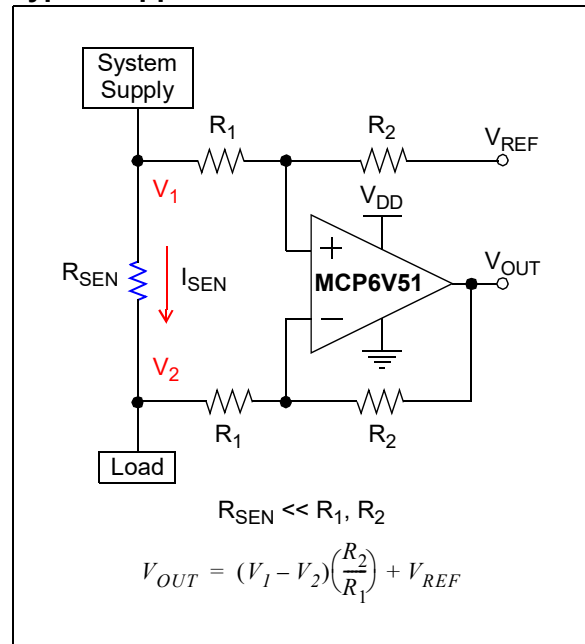 System
Supply
R1
R2
VREF
V1
VDD
RSEN
ISEN
+
MCP6V51
−
VOUT
V2
R1
R2
Load
RSEN << R1, R2
VOUT = (V1 – V2)(R2/R1) + VREF